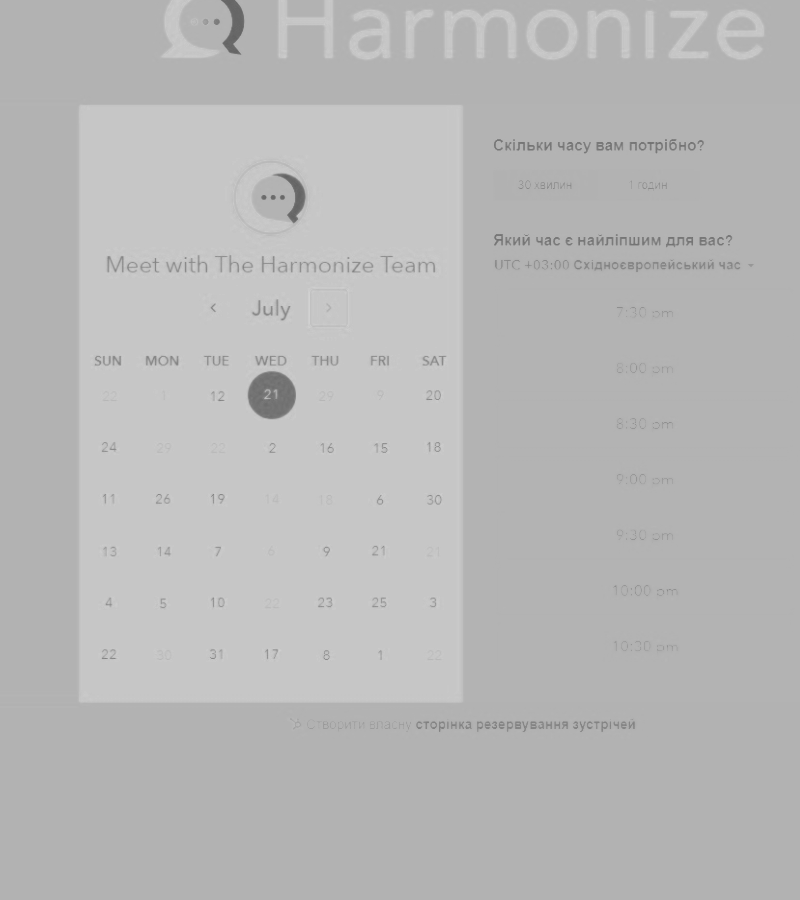 Harmonize
Meet with The Harmonize Team
July
SUN MON TUE WED THU FRI SAT
22 1 12 21 29 9 20
24 29 22 2 16 15 18
11 26 19 14 18 6 30
13 14 7 6 9 21 21
4 5 10 22 23 25 3
22 30 31 17 8 1 22
Скільки часу вам потрібно?
30 хвилин 1 годин
Який час є найліпшим для вас?
UTC +03:00 Східноєвропейський час
7:30 pm
8:00 pm
8:30 pm
9:00 pm
9:30 pm
10:00 pm
10:30 pm
Створити власну сторінка резервування зустрічей